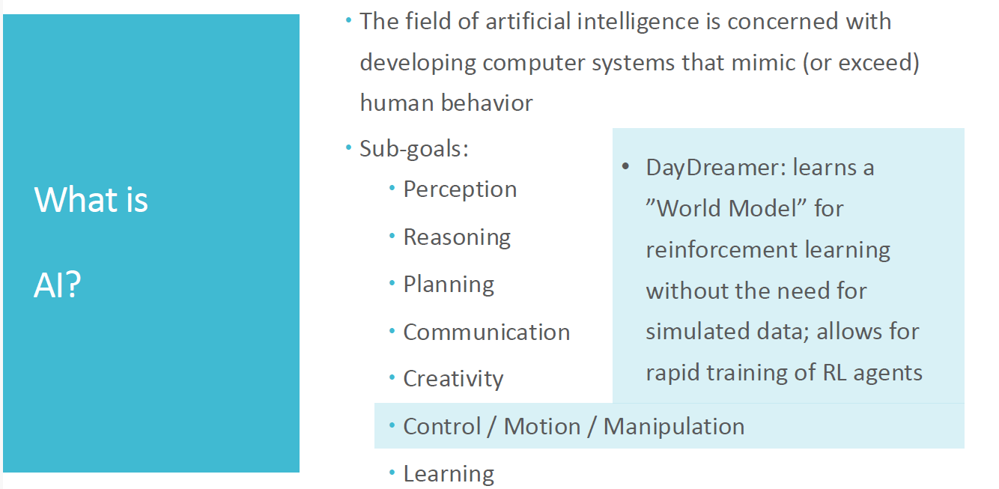 What is
AI?
• The field of artificial intelligence is concerned with
developing computer systems that mimic (or exceed)
human behavior
• Sub-goals:
• Perception
• Reasoning
• Planning
• Communication
• Creativity
• Control / Motion / Manipulation
• Learning
• DayDreamer: learns a
”World Model” for
reinforcement learning
without the need for
simulated data; allows for
rapid training of RL agents